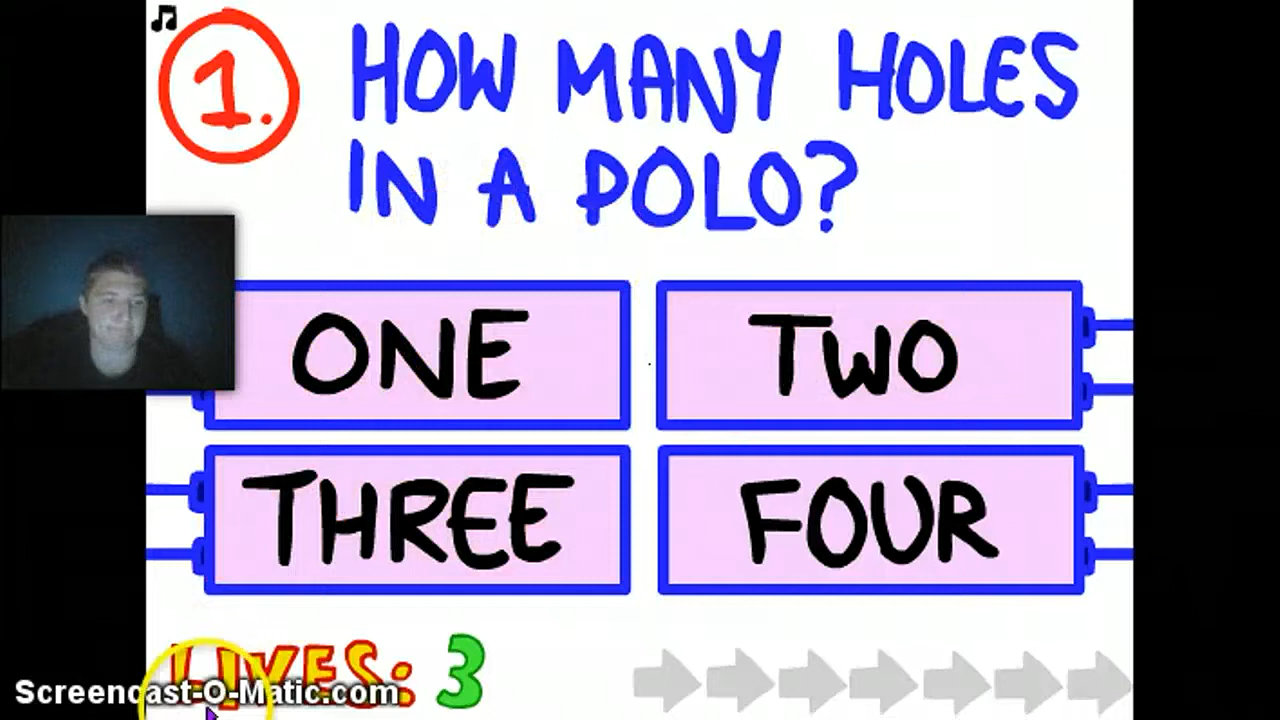 1. HOW MANY HOLES
IN A POLO?
ONE
TWO
THREE
FOUR
LIVES: 3
Screencast-O-Matic.com